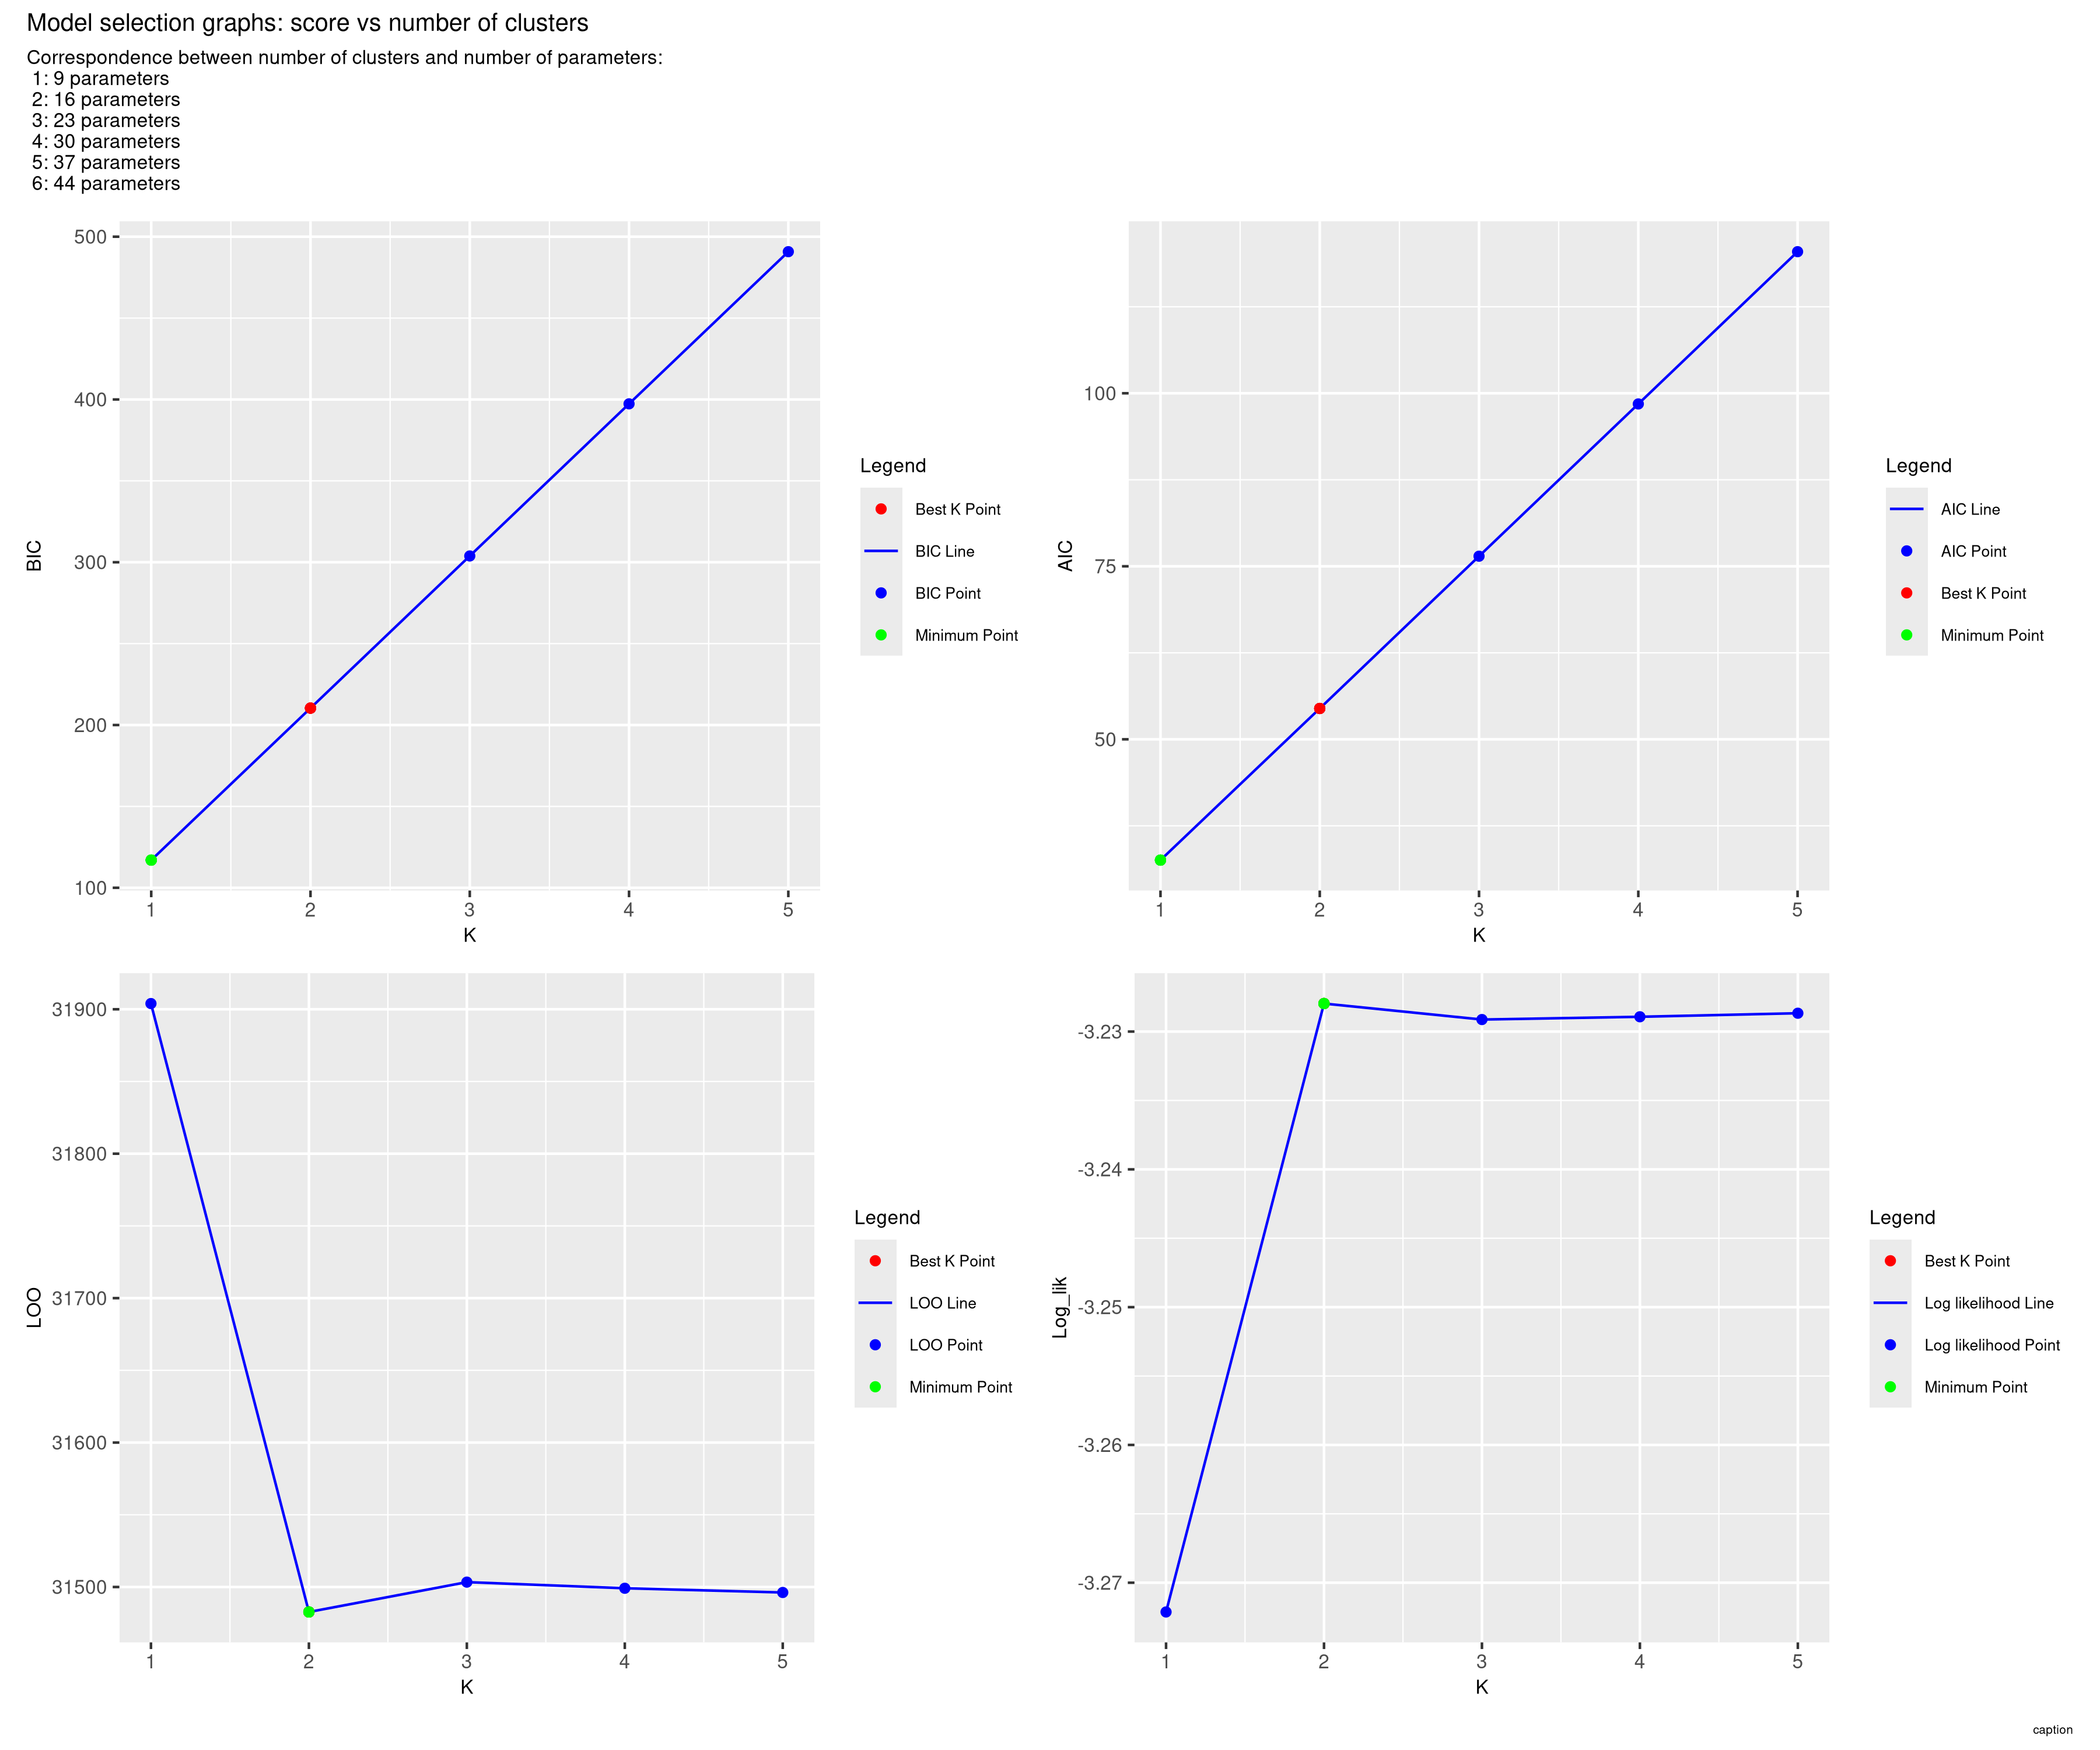 Model selection graphs: score vs number of clusters
Correspondence between number of clusters and number of parameters:
1: 9 parameters
2: 16 parameters
3: 23 parameters
4: 30 parameters
5: 37 parameters
6: 44 parameters
BIC
500
400
300
200
100
1 2 3 4 5
K
Legend
Best K Point
BIC Line
BIC Point
Minimum Point
AIC
100
75
50
1 2 3 4 5
K
Legend
AIC Line
AIC Point
Best K Point
Minimum Point
LOO
31900
31800
31700
31600
31500
1 2 3 4 5
K
Legend
Best K Point
LOO Line
LOO Point
Minimum Point
Log_lik
-3.23
-3.24
-3.25
-3.26
-3.27
1 2 3 4 5
K
Legend
Best K Point
Log likelihood Line
Log likelihood Point
Minimum Point
caption